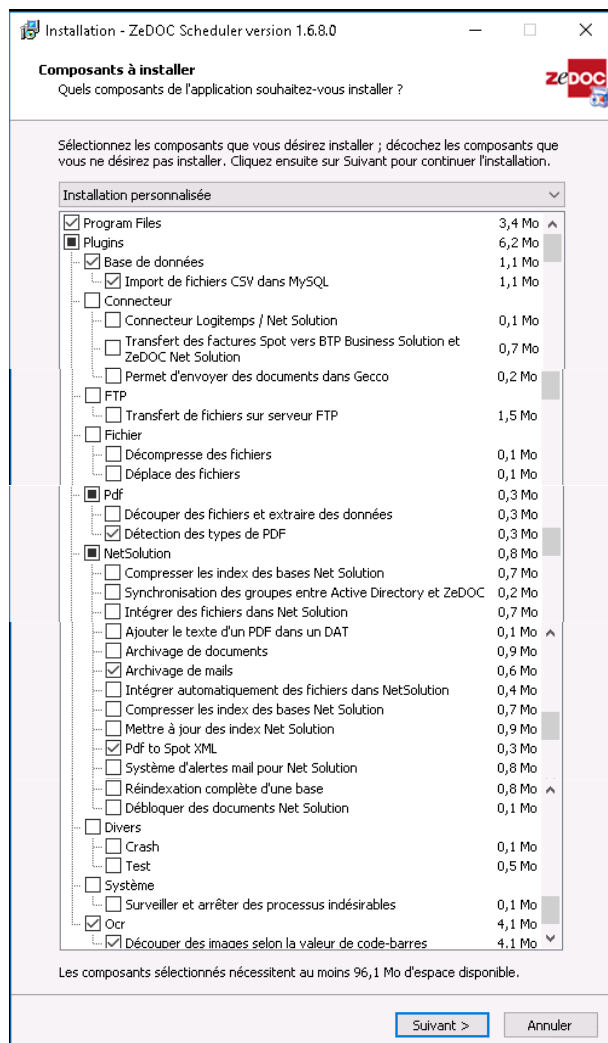 Installation - ZeDOC Scheduler version 1.6.8.0
Composants à installer
Quels composants de l'application souhaitez-vous installer ?
zeDOC
Sélectionnez les composants que vous désirez installer ; décochez les composants que
vous ne désirez pas installer. Cliquez ensuite sur Suivant pour continuer l'installation.
Installation personnalisée
Program Files 3,4 Mo
Plugins 6,2 Mo
Base de données 1,1 Mo
Import de fichiers CSV dans MySQL 1,1 Mo
Connecteur
Connecteur Logitemps / Net Solution 0,1 Mo
Transfert des factures Spot vers BTP Business Solution et
ZeDOC Net Solution 0,7 Mo
Permet d'envoyer des documents dans Gecco 0,2 Mo
FTP
Transfert de fichiers sur serveur FTP 1,5 Mo
Fichier
Décompresse des fichiers 0,1 Mo
Déplace des fichiers 0,1 Mo
Pdf 0,3 Mo
Découper des fichiers et extraire des données 0,3 Mo
Détection des types de PDF 0,3 Mo
NetSolution 0,8 Mo
Compresser les index des bases Net Solution 0,7 Mo
Synchronisation des groupes entre Active Directory et ZeDOC 0,2 Mo
Intégrer des fichiers dans Net Solution 0,7 Mo
Ajouter le texte d'un PDF dans un DAT 0,1 Mo
Archivage de documents 0,9 Mo
Archivage de mails 0,6 Mo
Intégrer automatiquement des fichiers dans NetSolution 0,4 Mo
Compresser les index des bases Net Solution 0,7 Mo
Mettre à jour des index Net Solution 0,9 Mo
Pdf to Spot XML 0,3 Mo
Système d'alertes mail pour Net Solution 0,8 Mo
Réindexation complète d'une base 0,8 Mo
Débloquer des documents Net Solution 0,1 Mo
Divers
Crash 0,1 Mo
Test 0,5 Mo
Système
Surveiller et arrêter des processus indésirables 0,1 Mo
Ocr 4,1 Mo
Découper des images selon la valeur de code-barres 4.1 Mo
Les composants sélectionnés nécessitent au moins 96,1 Mo d'espace disponible.
Suivant > Annuler